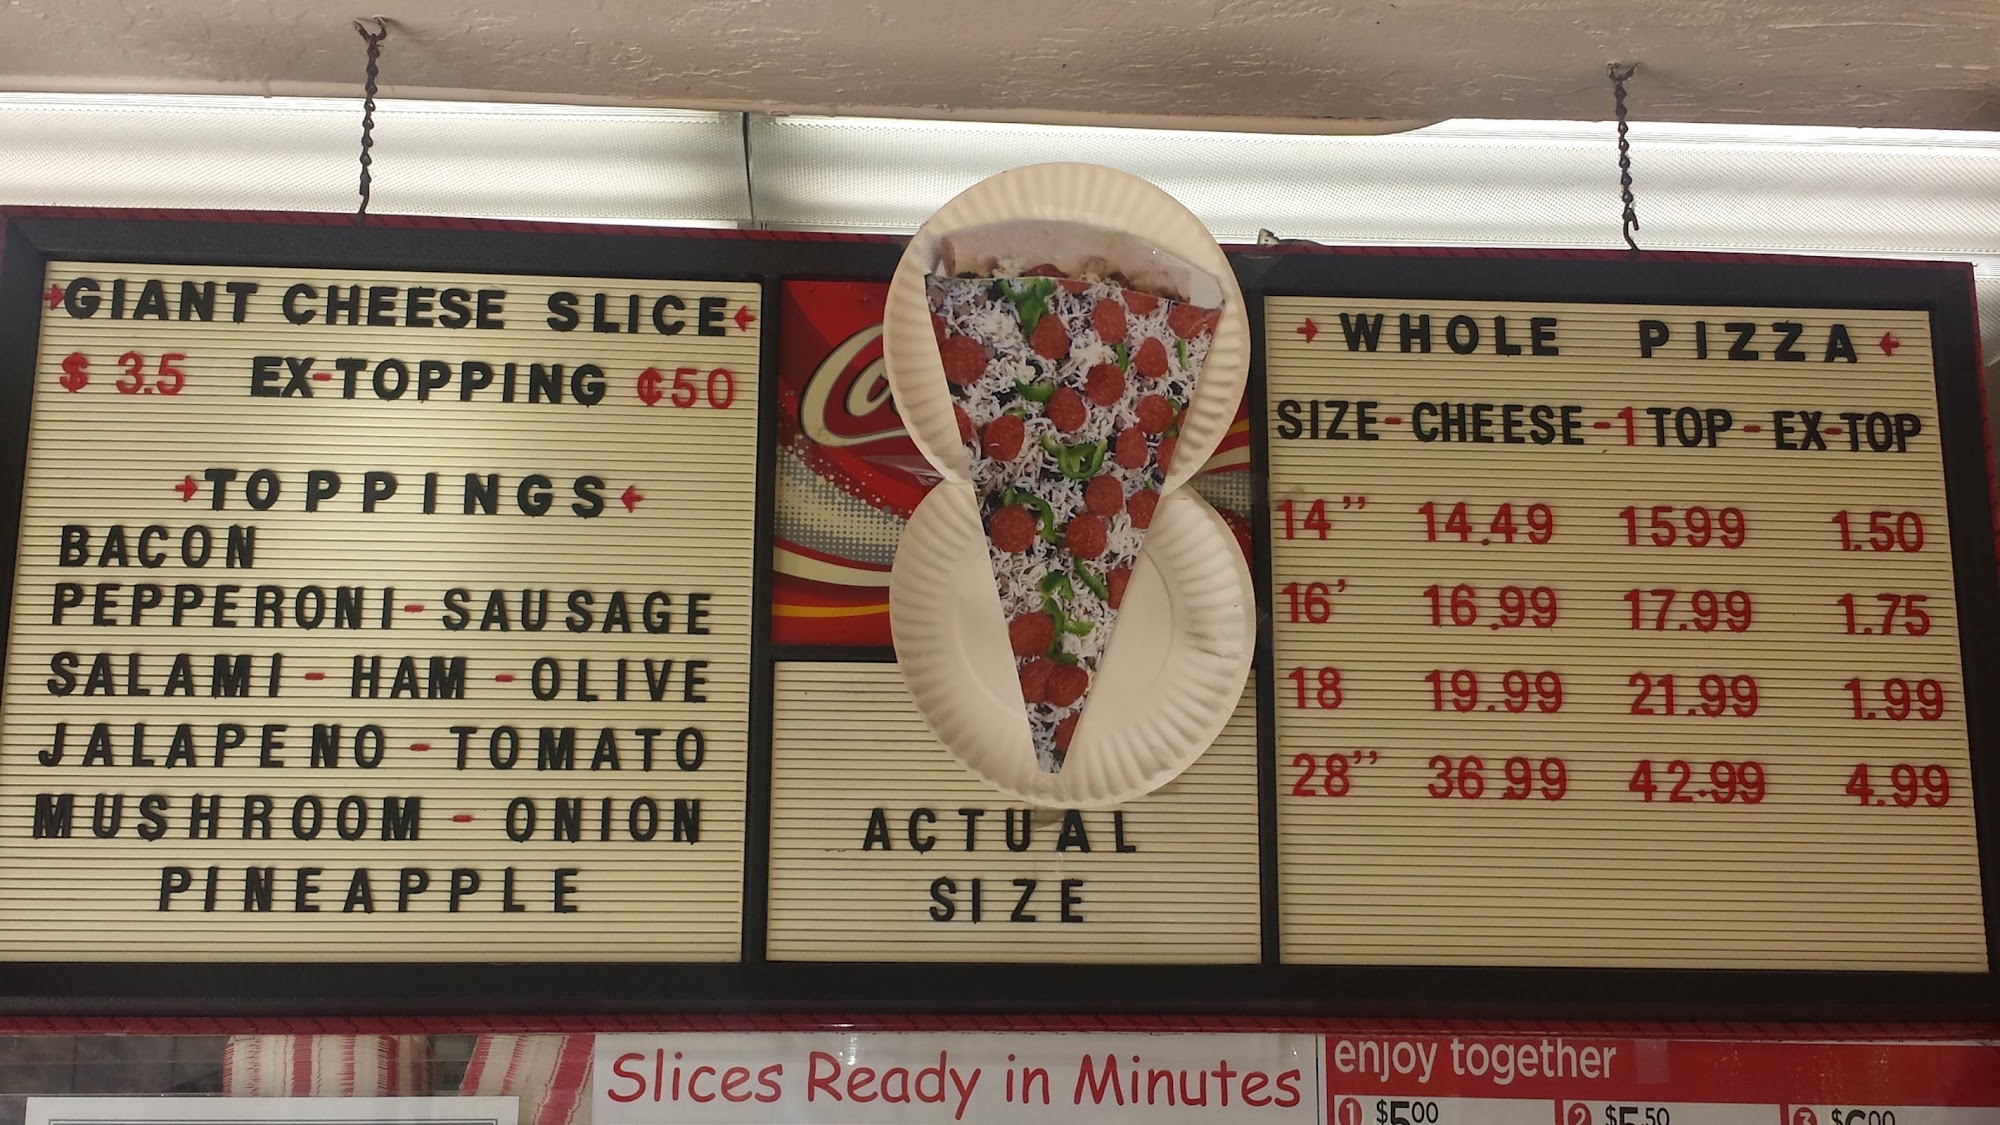 →GIANT CHEESE SLICE←
$ 3.5 EX-TOPPING ¢50
→TOPPINGS←
BACON
PEPPERONI-SAUSAGE
SALAMI - HAM - OLIVE
JALAPENO - TOMATO
MUSHROOM - ONION
PINEAPPLE
ACTUAL
SIZE
→WHOLE PIZZA←
SIZE-CHEESE-1 TOP-EX-TOP
14" 14.49 1599 1.50
16' 16.99 17.99 1.75
18 19.99 21.99 1.99
28" 36.99 42.99 4.99
Slices Ready in Minutes
enjoy together
1 $5.00 2 $5.50 3